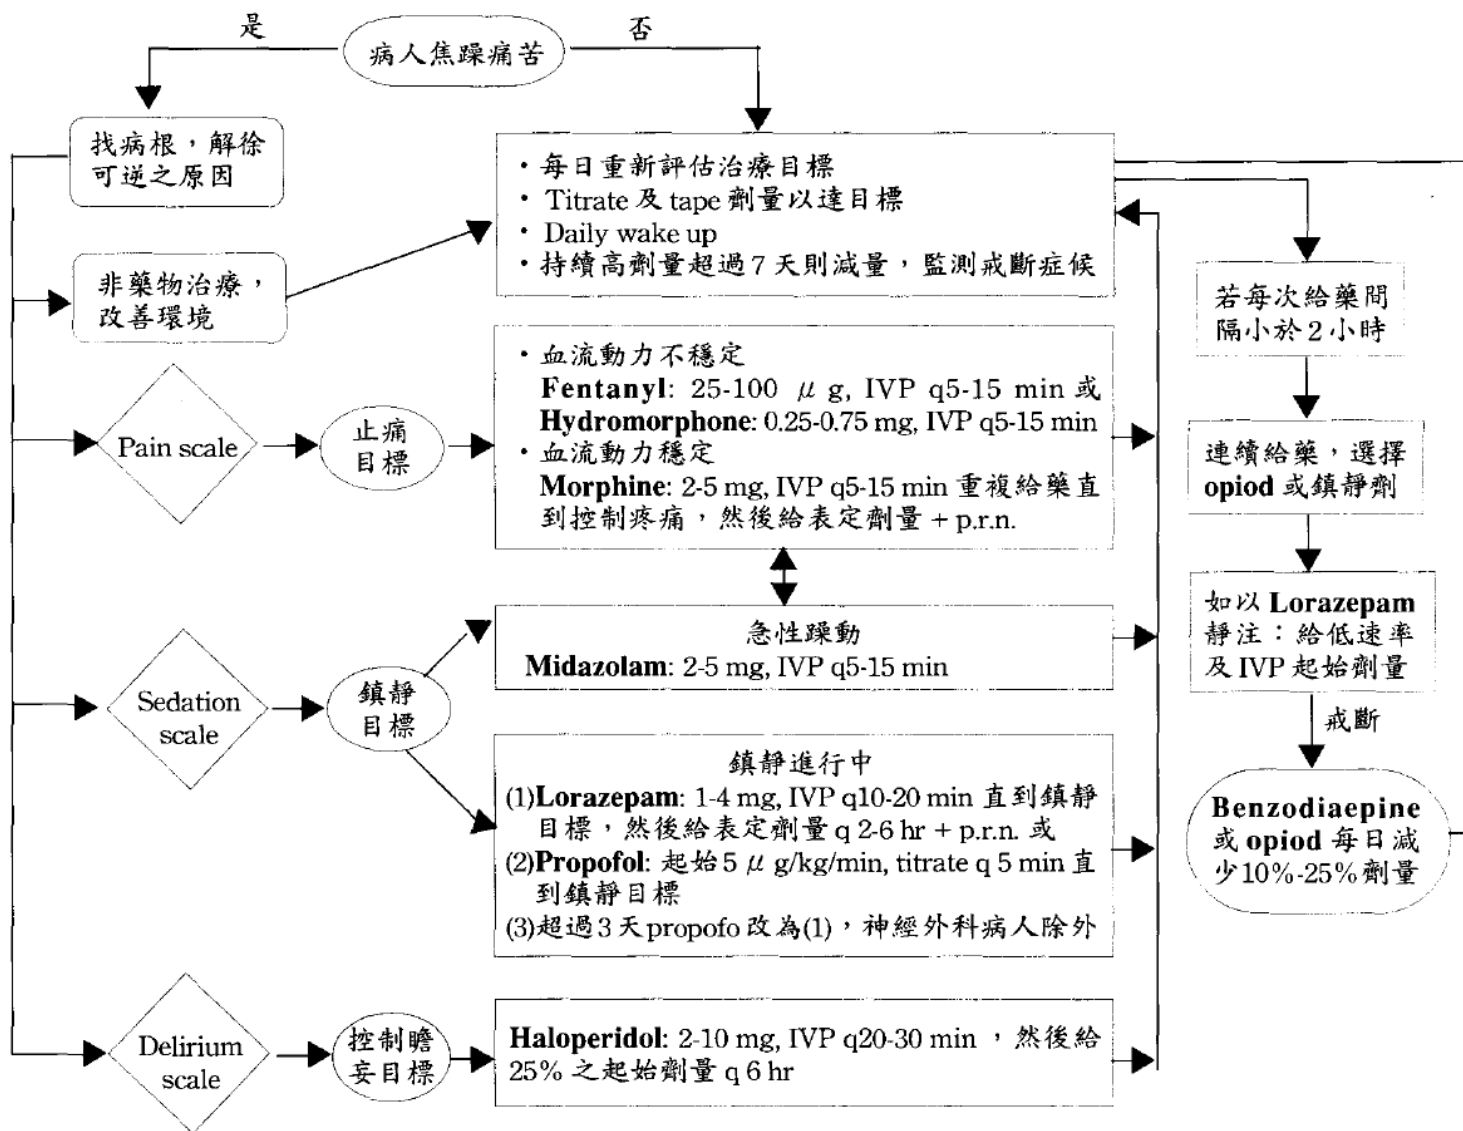 是
病人焦躁痛苦
否
找病根，解徐
可逆之原因
非藥物治療，
改善環境
・每日重新評估治療目標
・Titrate 及 tape 劑量以達目標
・Daily wake up
・持續高劑量超過7天則減量，監測戒斷症候
Pain scale
止痛
目標
・血流動力不穩定
Fentanyl: 25-100 μ g, IVP q5-15 min 或
Hydromorphone: 0.25-0.75 mg, IVP q5-15 min
・血流動力穩定
Morphine: 2-5 mg, IVP q5-15 min 重複給藥直
到控制疼痛，然後給表定劑量 + p.r.n.
Sedation
scale
鎮靜
目標
急性躁動
Midazolam: 2-5 mg, IVP q5-15 min
鎮靜進行中
(1)Lorazepam: 1-4 mg, IVP q10-20 min 直到鎮靜
目標，然後給表定劑量 q 2-6 hr + p.r.n. 或
(2)Propofol: 起始5 μ g/kg/min, titrate q 5 min 直
到鎮靜目標
(3)超過3天propofo 改為(1)，神經外科病人除外
Delirium
scale
控制瞻
妄目標
Haloperidol: 2-10 mg, IVP q20-30 min ，然後給
25% 之起始劑量 q 6 hr
若每次給藥間
隔小於2小時
連續給藥，選擇
opiod 或鎮靜劑
如以 Lorazepam
靜注：給低速率
及 IVP 起始劑量
戒斷
Benzodiaepine
或 opiod 每日減
少10%-25%劑量